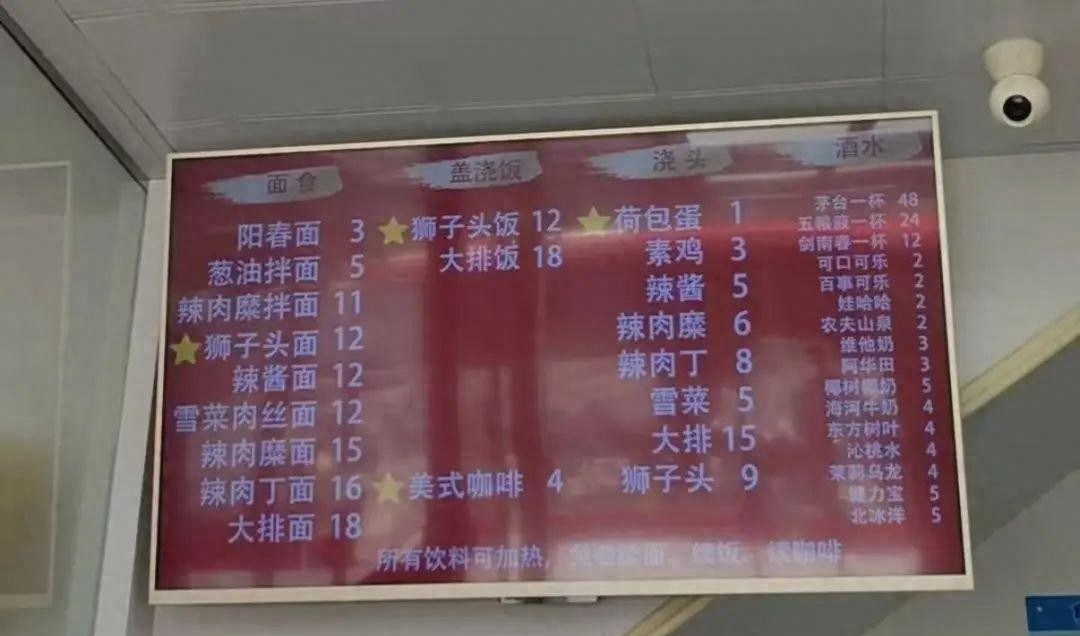 面食
阳春面 3
葱油拌面 5
辣肉糜拌面 11
狮子头面 12
辣酱面 12
雪菜肉丝面 12
辣肉糜面 15
辣肉丁面 16
大排面 18
盖浇饭
狮子头饭 12
大排饭 18
美式咖啡 4
浇头
荷包蛋 1
素鸡 3
辣酱 5
辣肉糜 6
辣肉丁 8
雪菜 5
大排 15
狮子头 9
酒水
茅台一杯 48
五粮液一杯 24
剑南春一杯 12
可口可乐 2
百事可乐 2
娃哈哈 2
农夫山泉 2
维他奶 3
阿华田 3
椰树椰奶 5
海河牛奶 4
东方树叶 4
沁桃水 4
茉莉乌龙 4
健力宝 5
北冰洋 5
所有饮料可加热，免费续面、续饭、续咖啡